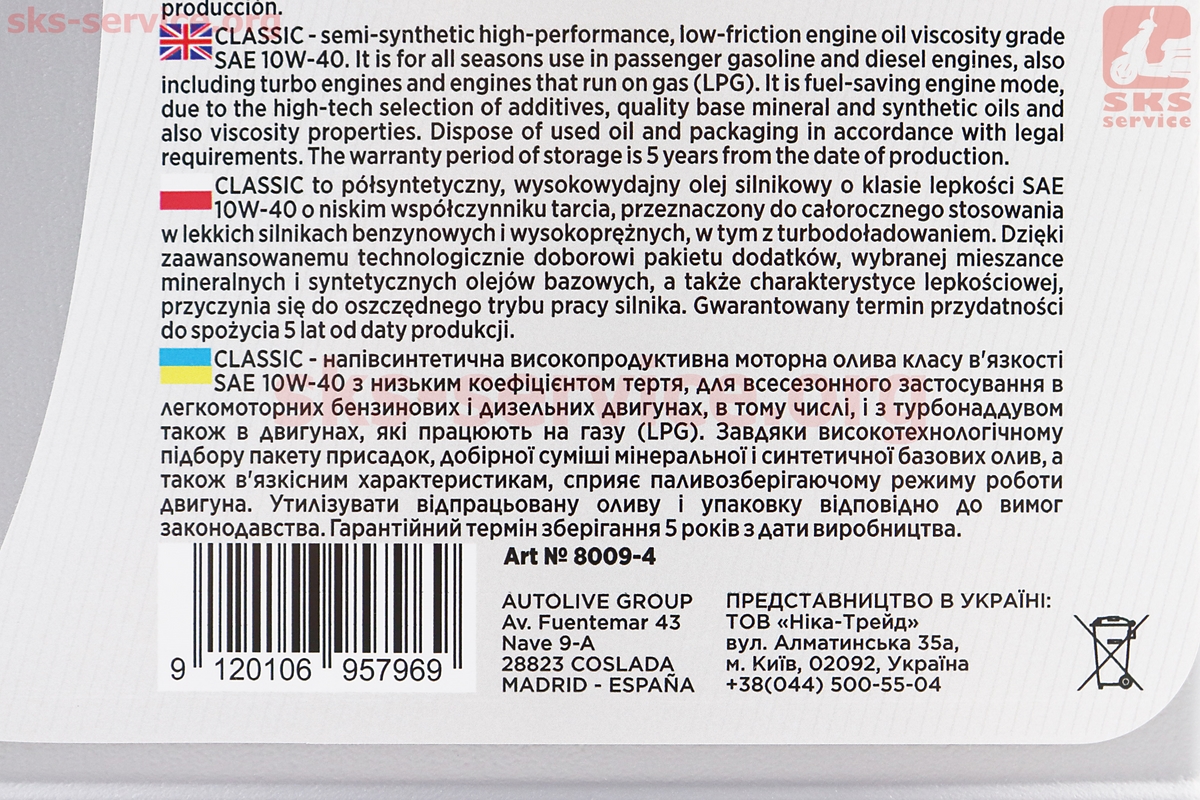 producción.
sks-service.org
CLASSIC - semi-synthetic high-performance, low-friction engine oil viscosity grade
SAE 10W-40. It is for all seasons use in passenger gasoline and diesel engines, also
including turbo engines and engines that run on gas (LPG). It is fuel-saving engine mode,
due to the high-tech selection of additives, quality base mineral and synthetic oils and
also viscosity properties. Dispose of used oil and packaging in accordance with legal
requirements. The warranty period of storage is 5 years from the date of production.
SKS
service
CLASSIC to półsyntetyczny, wysokowydajny olej silnikowy o klasie lepkości SAE
10W-40 o niskim współczynniku tarcia, przeznaczony do całorocznego stosowania
w lekkich silnikach benzynowych i wysokoprężnych, w tym z turbodoładowaniem. Dzięki
zaawansowanemu technologicznie doborowi pakietu dodatków, wybranej mieszance
mineralnych i syntetycznych olejów bazowych, a także charakterystyce lepkościowej,
przyczynia się do oszczędnego trybu pracy silnika. Gwarantowany termin przydatności
do spożycia 5 lat od daty produkcji.
CLASSIC - напівсинтетична високопродуктивна моторна олива класу в'язкості
SAE 10W-40 з низьким коефіцієнтом тертя, для всесезонного застосування в
легкомоторних бензинових і дизельних двигунах, в тому числі, і з турбонаддувом
також в двигунах, які працюють на газу (LPG). Завдяки високотехнологічному
підбору пакету присадок, добірної суміші мінеральної і синтетичної базових олив, а
також в'язкісним характеристикам, сприяє паливозберігаючому режиму роботи
двигуна. Утилізувати відпрацьовану оливу і упаковку відповідно до вимог
законодавства. Гарантійний термін зберігання 5 років з дати виробництва.
sks-service.org
Art № 8009-4
9 120106 957969
AUTOLIVE GROUP
Av. Fuentemar 43
Nave 9-A
28823 COSLADA
MADRID - ESPAÑA
ПРЕДСТАВНИЦТВО В УКРАЇНІ:
ТОВ «Ніка-Трейд»
вул. Алматинська 35а,
м. Київ, 02092, Україна
+38(044) 500-55-04